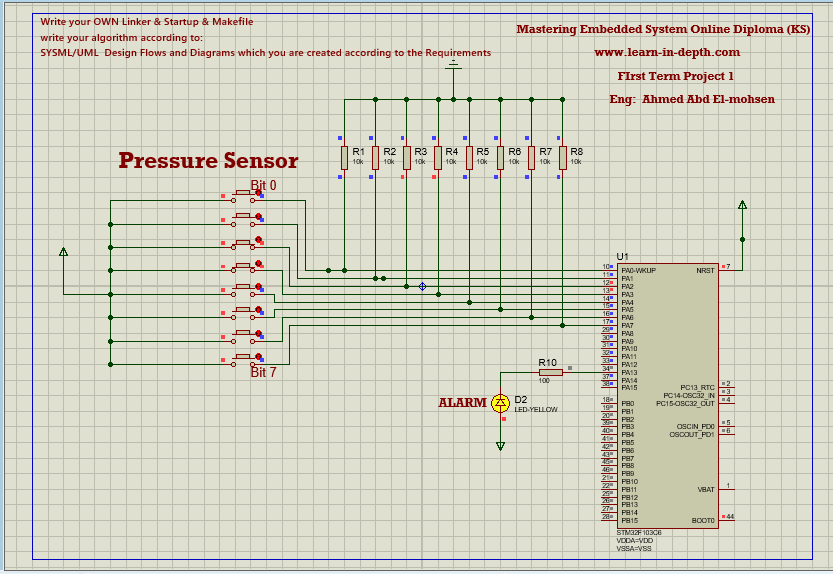 Write your OWN Linker & Startup & Makefile
write your algorithm according to:
SYSML/UML Design Flows and Diagrams which you are created according to the Requirements
Mastering Embedded System Online Diploma (KS)
www.learn-in-depth.com
FIrst Term Project 1
Eng: Ahmed Abd El-mohsen
Pressure Sensor
Bit 0
Bit 7
R1
10k
R2
10k
R3
10k
R4
10k
R5
10k
R6
10k
R7
10k
R8
10k
R10
100
ALARM
D2
LED-YELLOW
U1
10 PA0-WKUP
11 PA1
12 PA2
13 PA3
14 PA4
15 PA5
16 PA6
17 PA7
29 PA8
30 PA9
31 PA10
32 PA11
33 PA12
34 PA13
37 PA14
38 PA15
18 PB0
19 PB1
20 PB2
39 PB3
40 PB4
41 PB5
42 PB6
43 PB7
45 PB8
46 PB9
21 PB10
22 PB11
25 PB12
26 PB13
27 PB14
28 PB15
NRST 7
PC13_RTC 2
PC14-OSC32_IN 3
PC15-OSC32_OUT 4
OSCIN_PD0 5
OSCOUT_PD1 6
VBAT 1
BOOT0 44
STM32F103C6
VDDA=VDD
VSSA=VSS